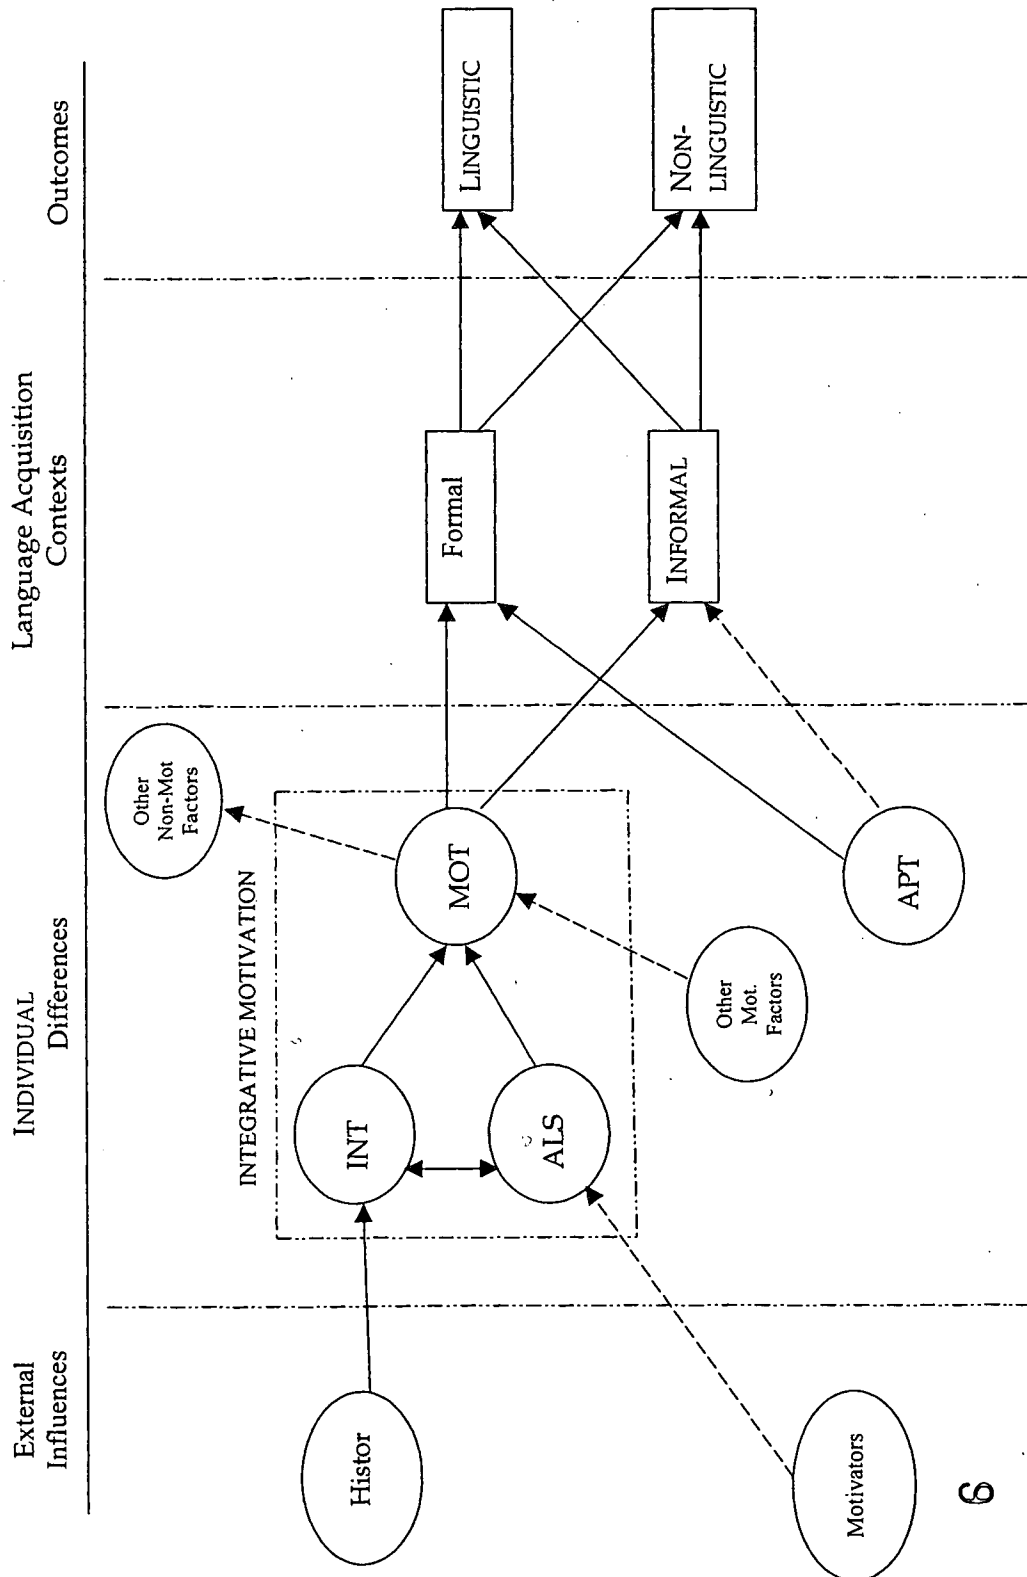 External
Influences
INDIVIDUAL
Differences
Language Acquisition
Contexts
Outcomes
Histor
Motivators
INTEGRATIVE MOTIVATION
INT
ALS
MOT
Other
Non-Mot
Factors
Other
Mot.
Factors
APT
Formal
INFORMAL
LINGUISTIC
NON-
LINGUISTIC
6